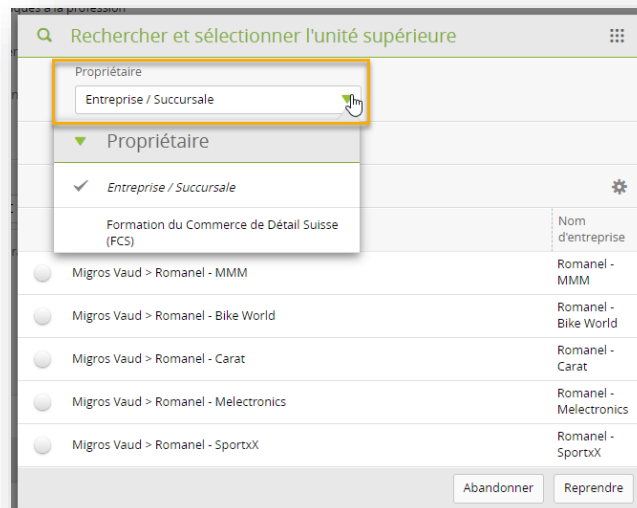 iques à la profession
Rechercher et sélectionner l'unité supérieure
Propriétaire
Entreprise / Succursale
Propriétaire
Entreprise / Succursale
Formation du Commerce de Détail Suisse
(FCS)
Nom
d'entreprise
Migros Vaud > Romanel - MMM
Romanel -
MMM
Migros Vaud > Romanel - Bike World
Romanel -
Bike World
Migros Vaud > Romanel - Carat
Romanel -
Carat
Migros Vaud > Romanel - Melectronics
Romanel -
Melectronics
Migros Vaud > Romanel - SportxX
Romanel -
SportxX
Abandonner
Reprendre